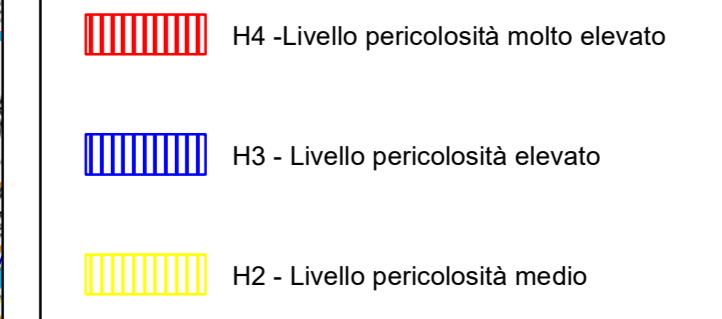 H4 -Livello pericolosità molto elevato
H3 - Livello pericolosità elevato
H2 - Livello pericolosità medio